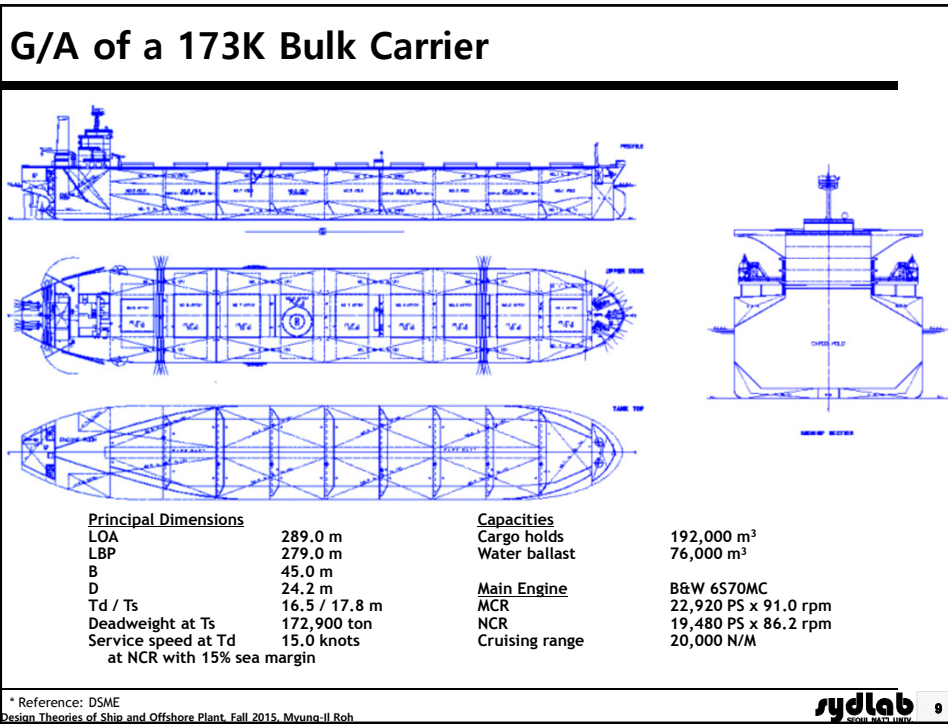 G/A of a 173K Bulk Carrier
PROFILE
UPPER DECK
CARGO HOLD
TANK TOP
ENGINE ROOM
Principal Dimensions
LOA 289.0 m
LBP 279.0 m
B 45.0 m
D 24.2 m
Td / Ts 16.5 / 17.8 m
Deadweight at Ts 172,900 ton
Service speed at Td 15.0 knots
at NCR with 15% sea margin
Capacities
Cargo holds 192,000 m³
Water ballast 76,000 m³
Main Engine B&W 6S70MC
MCR 22,920 PS x 91.0 rpm
NCR 19,480 PS x 86.2 rpm
Cruising range 20,000 N/M
* Reference: DSME
Design Theories of Ship and Offshore Plant, Fall 2015, Myung-Il Roh
sydlab
SEOUL NAT'L UNIV.
9